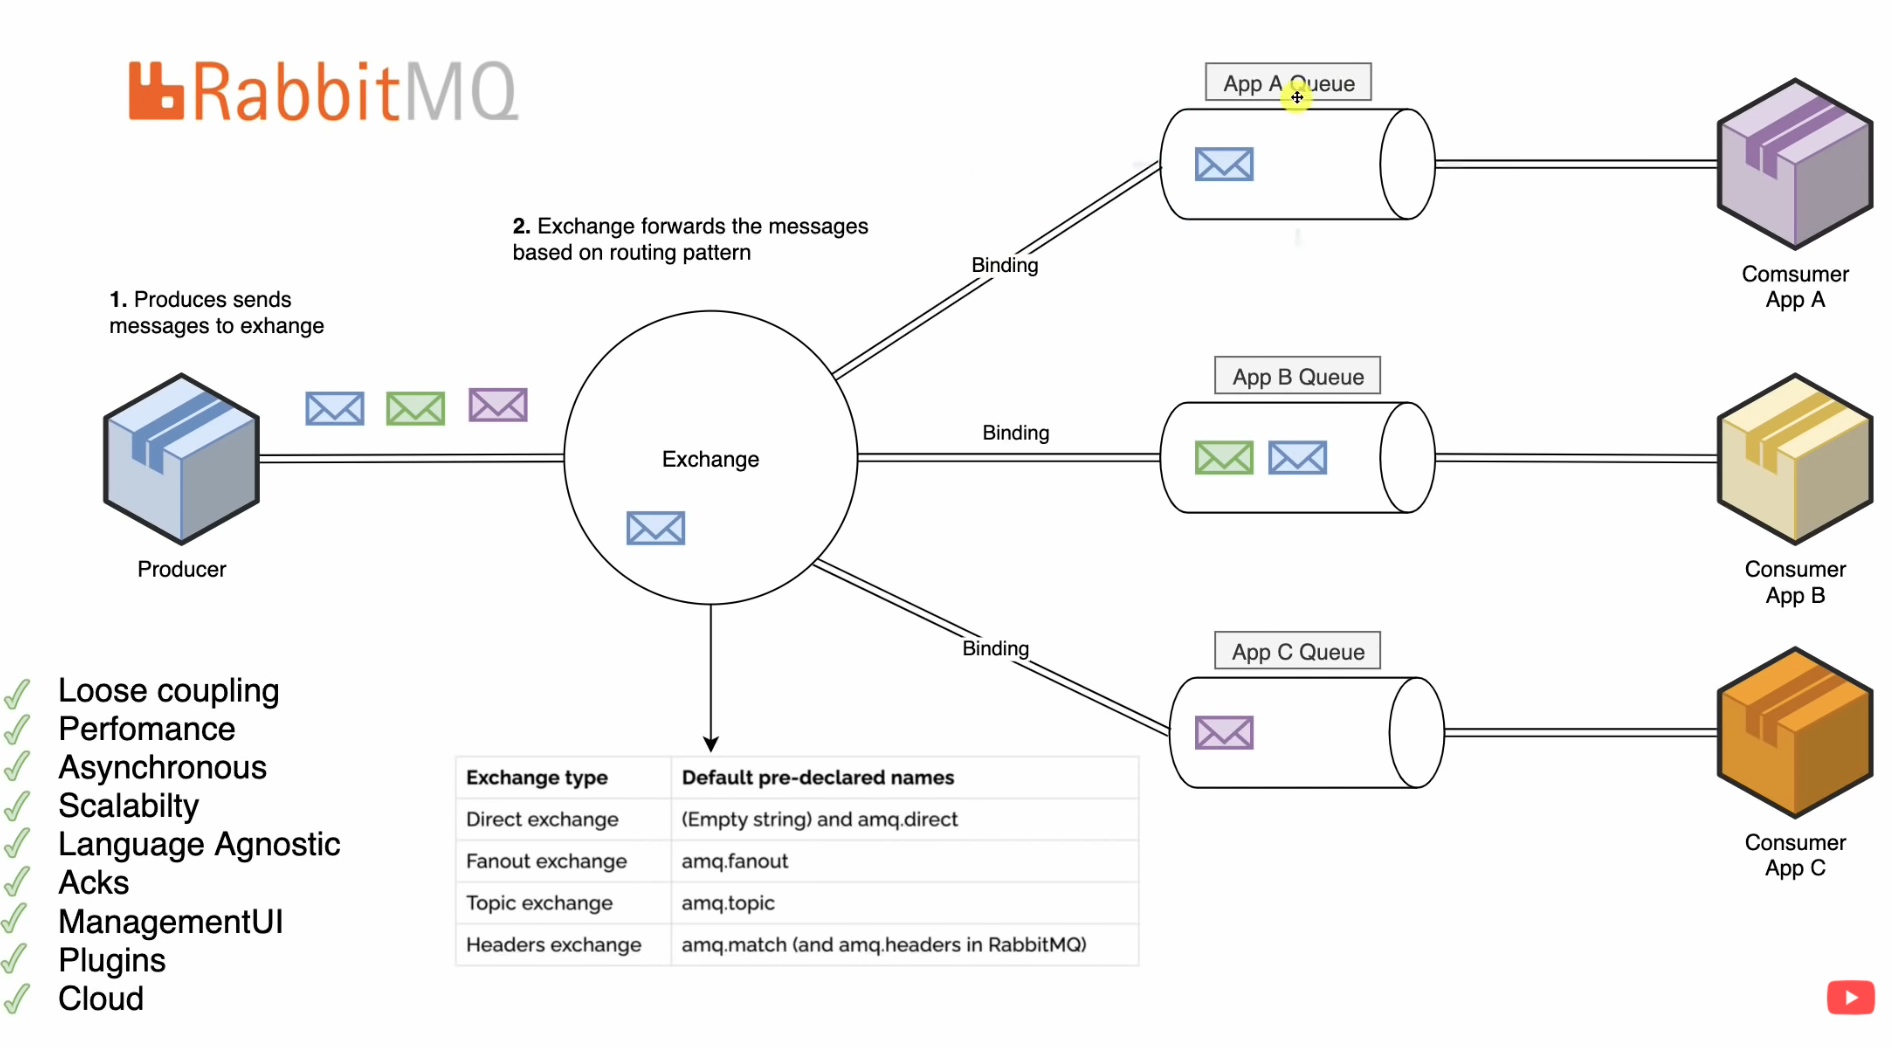 RabbitMQ
App A Queue
2. Exchange forwards the messages
based on routing pattern
Binding
Comsumer
App A
1. Produces sends
messages to exhange
App B Queue
Binding
Exchange
Producer
Consumer
App B
Binding
App C Queue
Loose coupling
Perfomance
Asynchronous
Scalabilty
Language Agnostic
Acks
ManagementUI
Plugins
Cloud
Exchange type Default pre-declared names
Direct exchange (Empty string) and amq.direct
Fanout exchange amq.fanout
Topic exchange amq.topic
Headers exchange amq.match (and amq.headers in RabbitMQ)
Consumer
App C